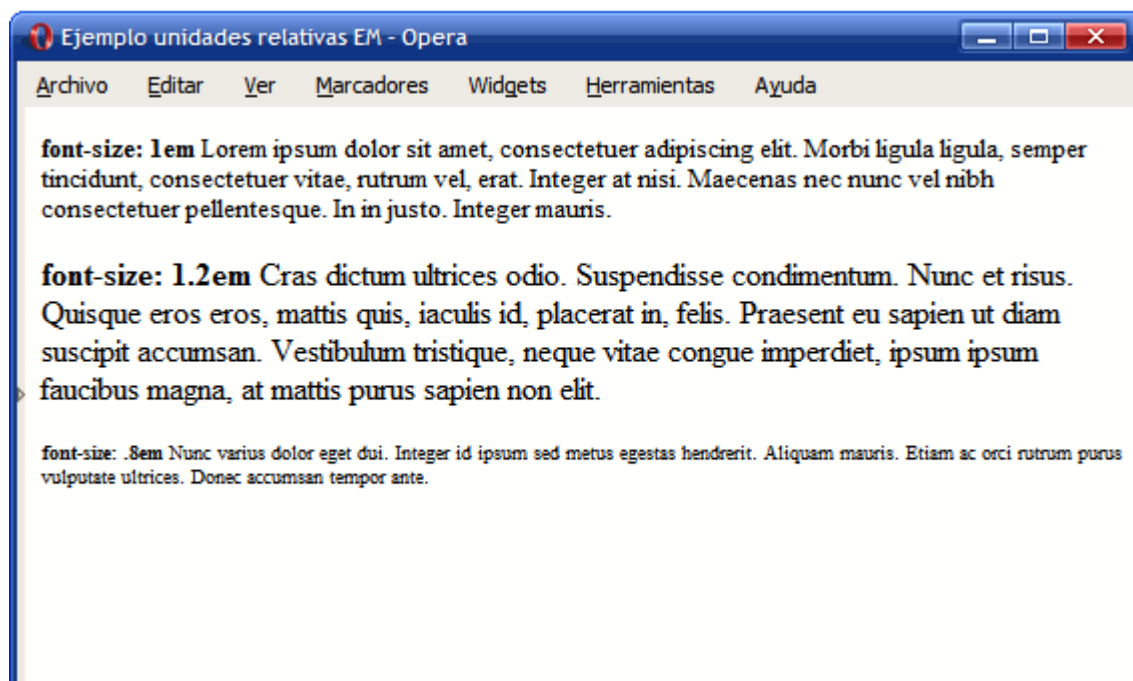 Ejemplo unidades relativas EM - Opera
Archivo Editar Ver Marcadores Widgets Herramientas Ayuda
font-size: 1em Lorem ipsum dolor sit amet, consectetuer adipiscing elit. Morbi ligula ligula, semper
tincidunt, consectetuer vitae, rutrum vel, erat. Integer at nisi. Maecenas nec nunc vel nibh
consectetuer pellentesque. In in justo. Integer mauris.
font-size: 1.2em Cras dictum ultrices odio. Suspendisse condimentum. Nunc et risus.
Quisque eros eros, mattis quis, iaculis id, placerat in, felis. Praesent eu sapien ut diam
suscipit accumsan. Vestibulum tristique, neque vitae congue imperdiet, ipsum ipsum
faucibus magna, at mattis purus sapien non elit.
font-size: .8em Nunc varius dolor eget dui. Integer id ipsum sed metus egestas hendrerit. Aliquam mauris. Etiam ac orci rutrum purus
vulputate ultrices. Donec accumsan tempor ante.